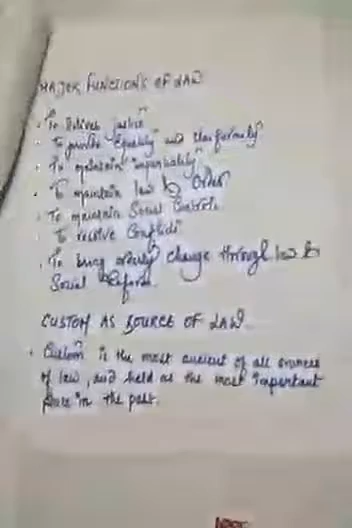 MAJOR FUNCTIONS OF LAW
. To deliver justice
. To provide Equality and Uniformity
. To maintain impartiality
. To maintain law & Order
. To maintain Social Control.
. To resolve Conflicts
. To bring orderly change through law &
Social Reforms.
CUSTOM AS SOURCE OF LAW.
. Custom is the most ancient of all sources
of law, and held as the most important
place in the past.